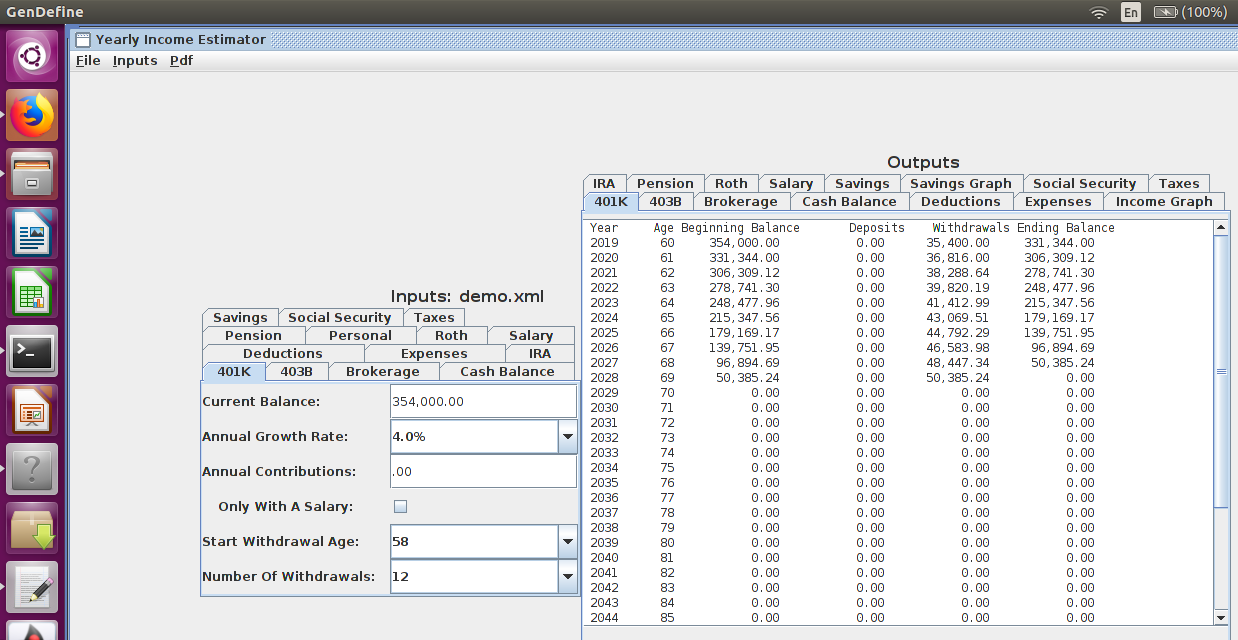 GenDefine En (100%)
Yearly Income Estimator
File Inputs Pdf
Inputs: demo.xml
Savings Social Security Taxes
Pension Personal Roth Salary
Deductions Expenses IRA
401K 403B Brokerage Cash Balance
Current Balance: 354,000.00
Annual Growth Rate: 4.0%
Annual Contributions: .00
Only With A Salary:
Start Withdrawal Age: 58
Number Of Withdrawals: 12
Outputs
IRA Pension Roth Salary Savings Savings Graph Social Security Taxes
401K 403B Brokerage Cash Balance Deductions Expenses Income Graph
Year Age Beginning Balance Deposits Withdrawals Ending Balance
2019 60 354,000.00 0.00 35,400.00 331,344.00
2020 61 331,344.00 0.00 36,816.00 306,309.12
2021 62 306,309.12 0.00 38,288.64 278,741.30
2022 63 278,741.30 0.00 39,820.19 248,477.96
2023 64 248,477.96 0.00 41,412.99 215,347.56
2024 65 215,347.56 0.00 43,069.51 179,169.17
2025 66 179,169.17 0.00 44,792.29 139,751.95
2026 67 139,751.95 0.00 46,583.98 96,894.69
2027 68 96,894.69 0.00 48,447.34 50,385.24
2028 69 50,385.24 0.00 50,385.24 0.00
2029 70 0.00 0.00 0.00 0.00
2030 71 0.00 0.00 0.00 0.00
2031 72 0.00 0.00 0.00 0.00
2032 73 0.00 0.00 0.00 0.00
2033 74 0.00 0.00 0.00 0.00
2034 75 0.00 0.00 0.00 0.00
2035 76 0.00 0.00 0.00 0.00
2036 77 0.00 0.00 0.00 0.00
2037 78 0.00 0.00 0.00 0.00
2038 79 0.00 0.00 0.00 0.00
2039 80 0.00 0.00 0.00 0.00
2040 81 0.00 0.00 0.00 0.00
2041 82 0.00 0.00 0.00 0.00
2042 83 0.00 0.00 0.00 0.00
2043 84 0.00 0.00 0.00 0.00
2044 85 0.00 0.00 0.00 0.00